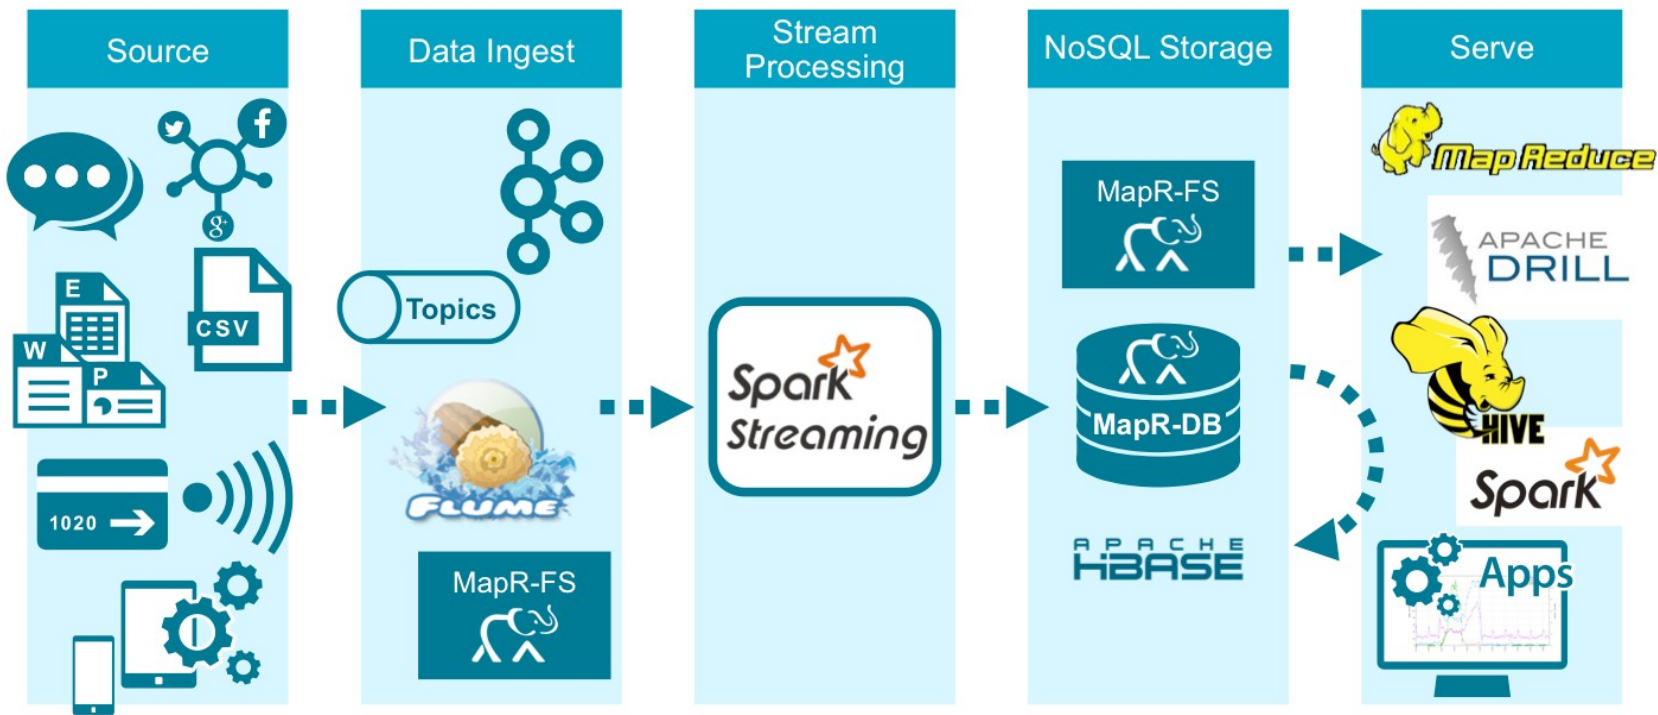 Source
Data Ingest
Stream
Processing
NoSQL Storage
Serve
g+
E
W
P
CSV
1020
Topics
FLUME
MapR-FS
Spark
Streaming
MapR-FS
MapR-DB
APACHE
HBASE
Map Reduce
APACHE
DRILL
HIVE
Spark
Apps